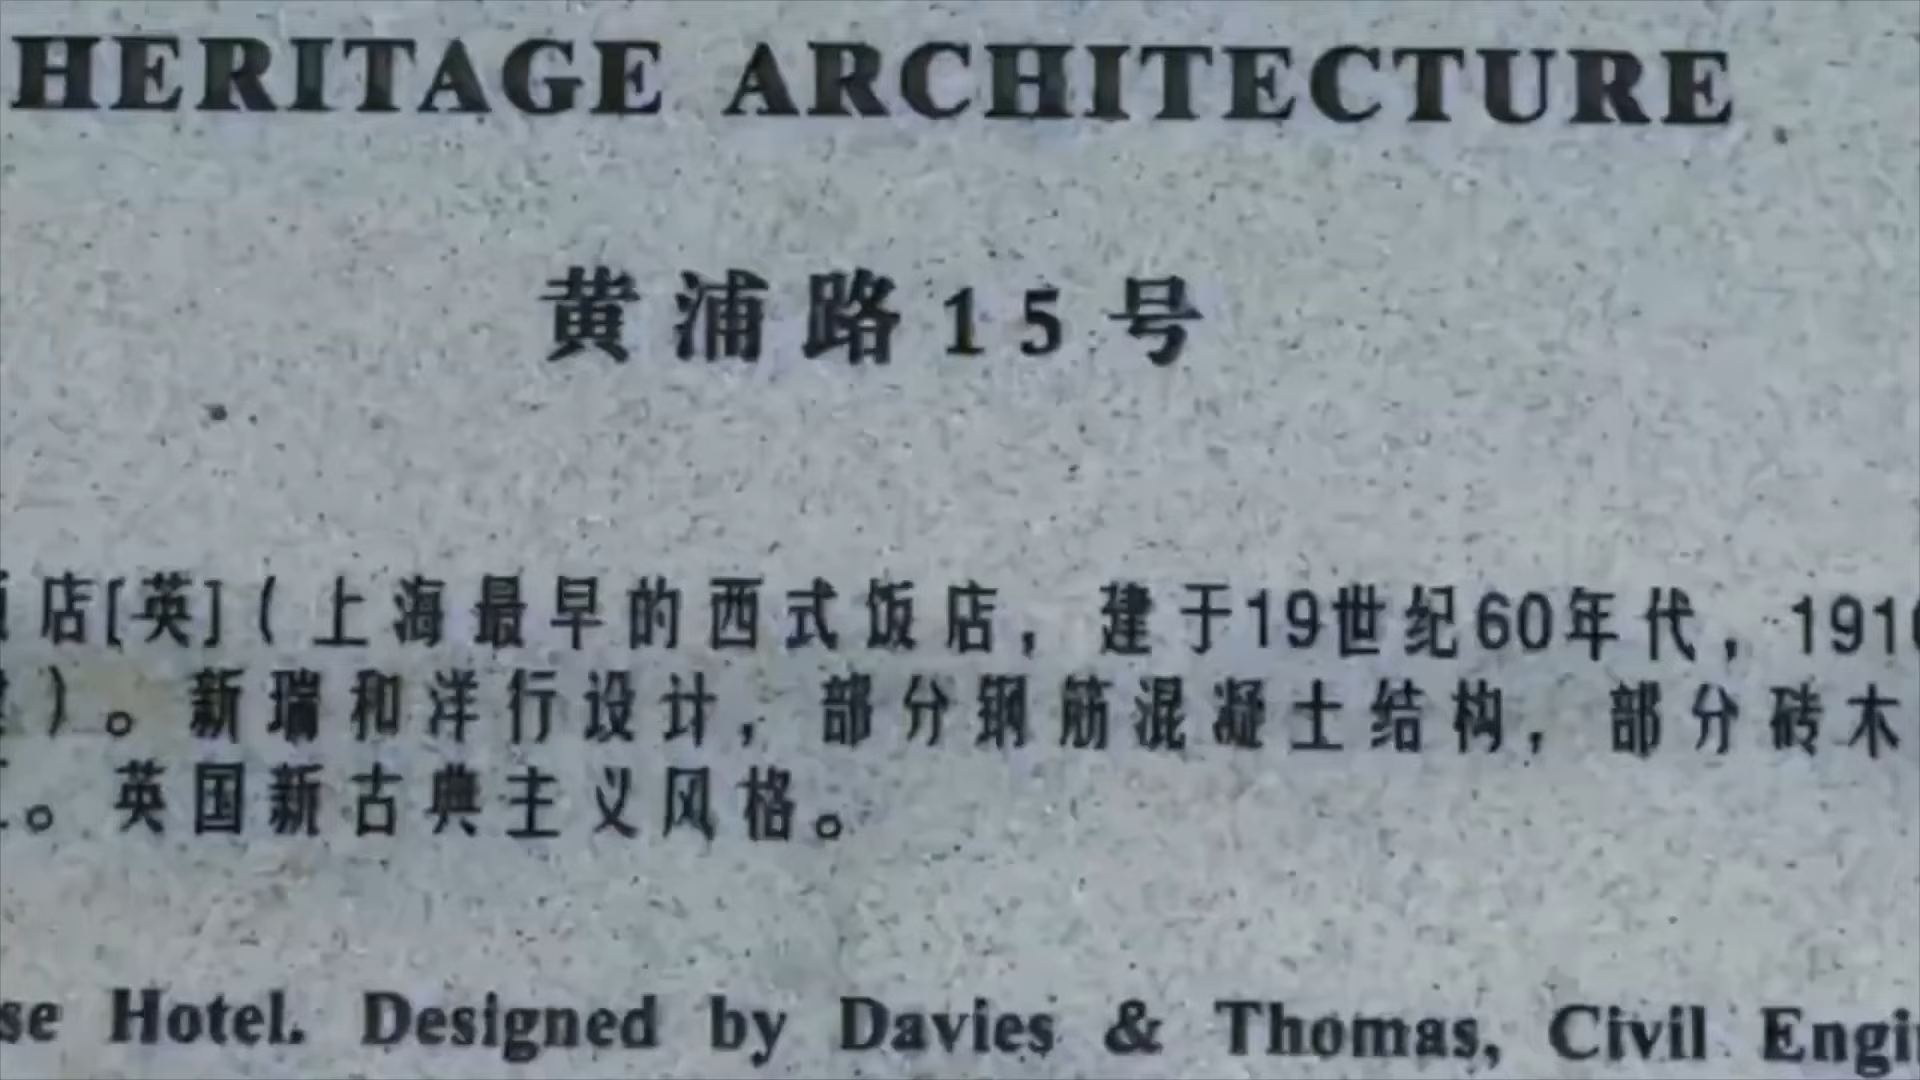 HERITAGE ARCHITECTURE
黄浦路15号
店[英](上海最早的西式饭店，建于19世纪60年代，1910
)。新瑞和洋行设计，部分钢筋混凝土结构，部分砖木
。英国新古典主义风格。
se Hotel. Designed by Davies & Thomas, Civil Engi